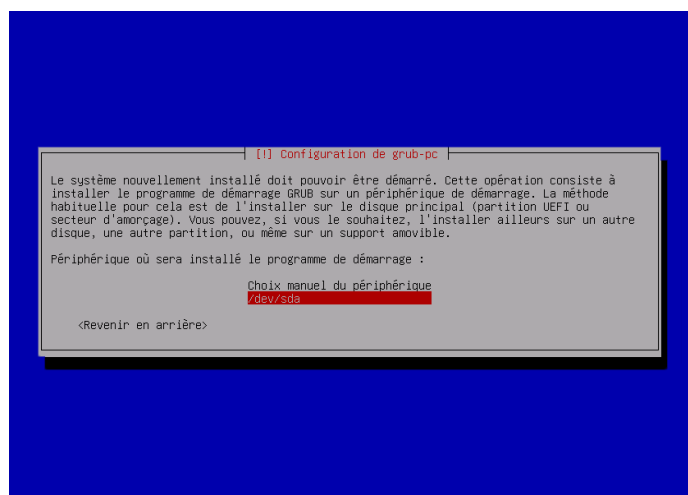 [!] Configuration de grub-pc
Le système nouvellement installé doit pouvoir être démarré. Cette opération consiste à
installer le programme de démarrage GRUB sur un périphérique de démarrage. La méthode
habituelle pour cela est de l'installer sur le disque principal (partition UEFI ou
secteur d'amorçage). Vous pouvez, si vous le souhaitez, l'installer ailleurs sur un autre
disque, une autre partition, ou même sur un support amovible.
Périphérique où sera installé le programme de démarrage :
Choix manuel du périphérique
/dev/sda
<Revenir en arrière>